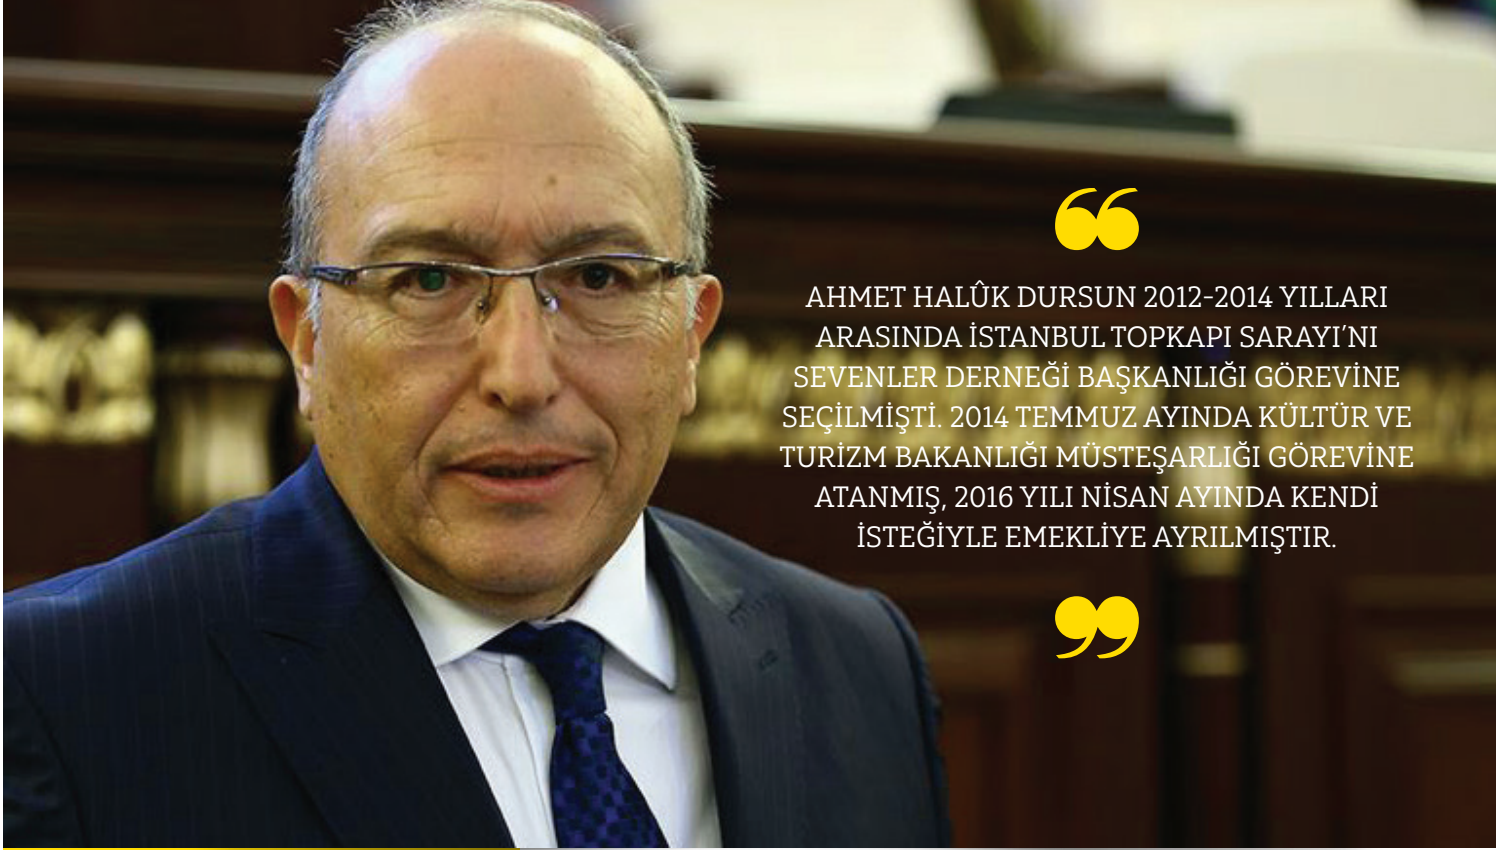 “
AHMET HALÛK DURSUN 2012-2014 YILLARI
ARASINDA İSTANBUL TOPKAPI SARAYI’NI
SEVENLER DERNEĞİ BAŞKANLIĞI GÖREVİNE
SEÇİLMİŞTİ. 2014 TEMMUZ AYINDA KÜLTÜR VE
TURİZM BAKANLIĞI MÜSTEŞARLIĞI GÖREVİNE
ATANMIŞ, 2016 YILI NİSAN AYINDA KENDİ
İSTEĞİYLE EMEKLİYE AYRILMIŞTIR.
”